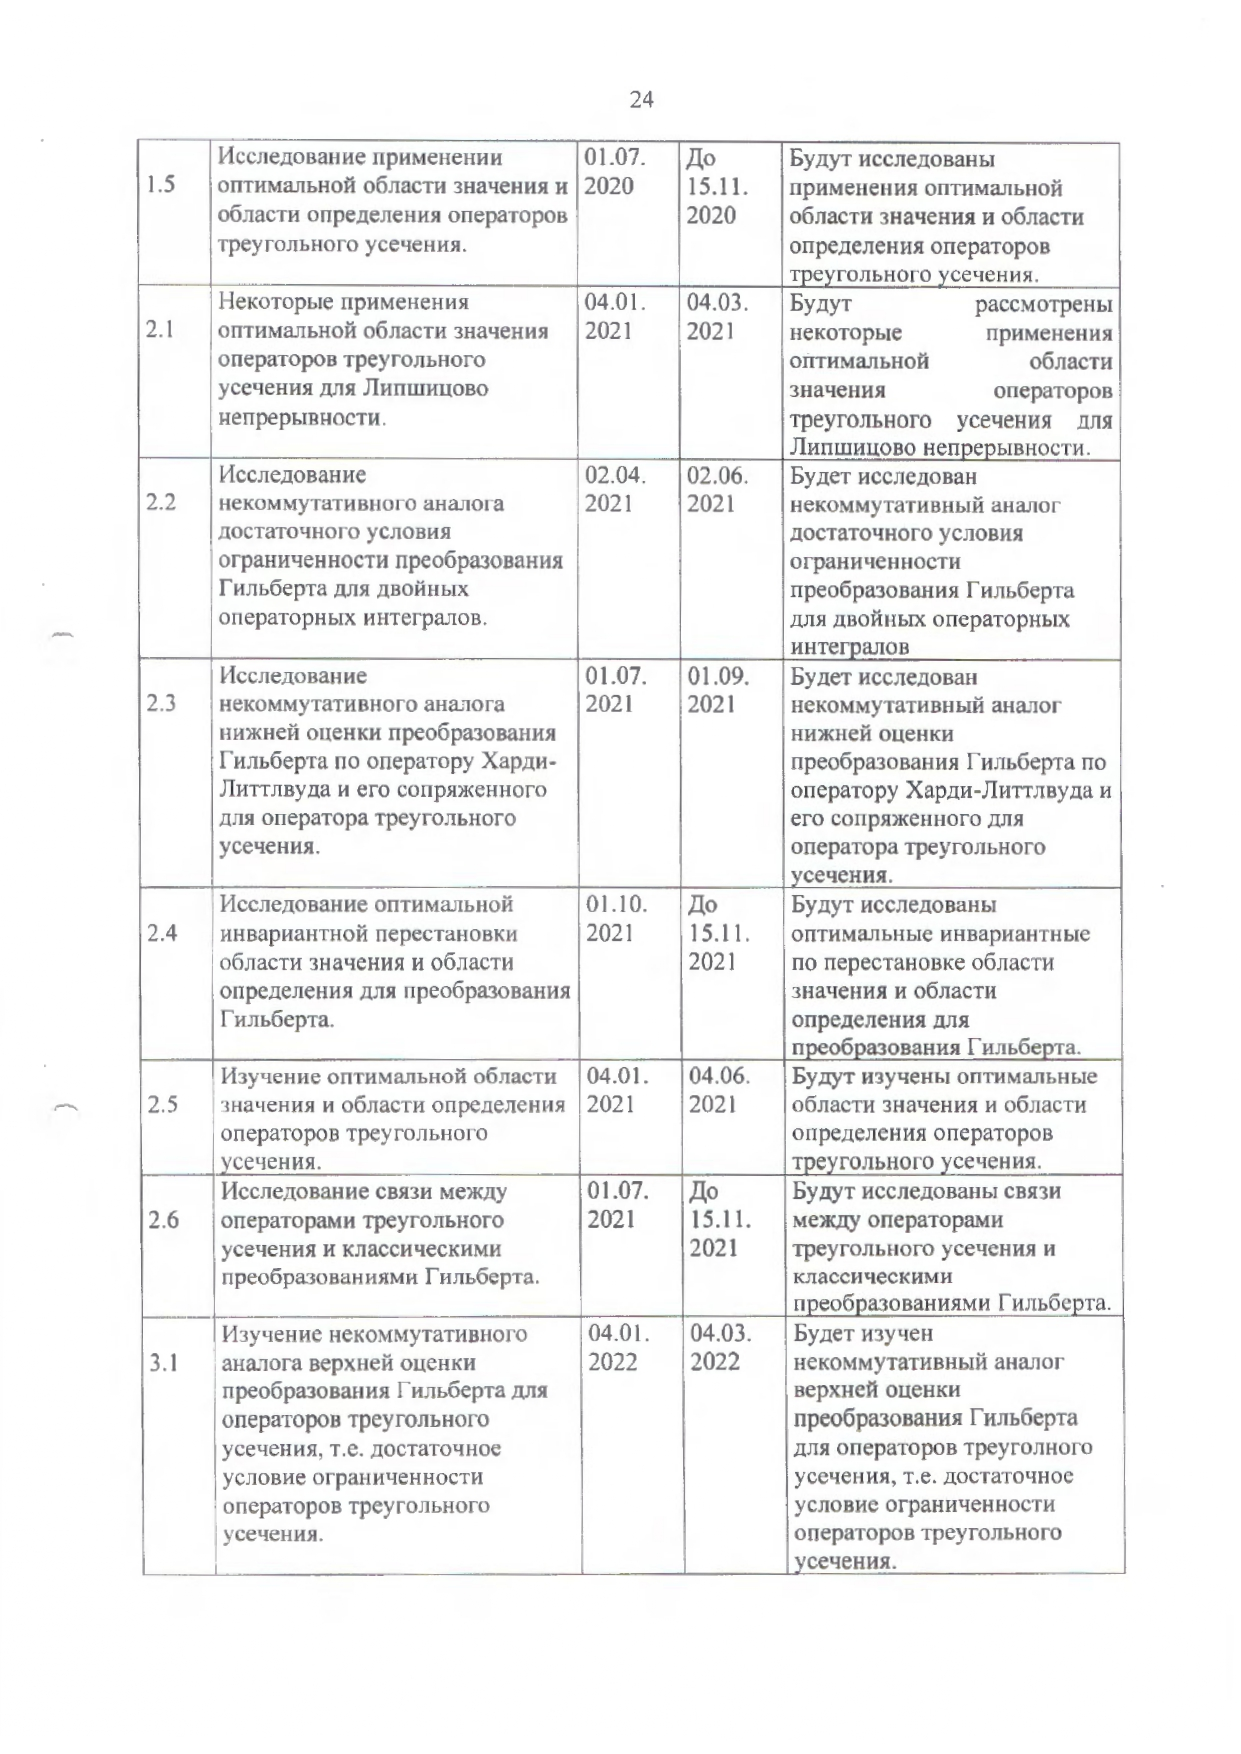 24
1.5
Исследование применении
оптимальной области значения и
области определения операторов
треугольного усечения.
01.07.
2020
До
15.11.
2020
Будут исследованы
применения оптимальной
области значения и области
определения операторов
треугольного усечения.
2.1
Некоторые применения
оптимальной области значения
операторов треугольного
усечения для Липшицово
непрерывности.
04.01.
2021
04.03.
2021
Будут рассмотрены
некоторые применения
оптимальной области
значения операторов
треугольного усечения для
Липшицово непрерывности.
2.2
Исследование
некоммутативного аналога
достаточного условия
ограниченности преобразования
Гильберта для двойных
операторных интегралов.
02.04.
2021
02.06.
2021
Будет исследован
некоммутативный аналог
достаточного условия
ограниченности
преобразования Гильберта
для двойных операторных
интегралов
2.3
Исследование
некоммутативного аналога
нижней оценки преобразования
Гильберта по оператору Харди-
Литтлвуда и его сопряженного
для оператора треугольного
усечения.
01.07.
2021
01.09.
2021
Будет исследован
некоммутативный аналог
нижней оценки
преобразования Гильберта по
оператору Харди-Литтлвуда и
его сопряженного для
оператора треугольного
усечения.
2.4
Исследование оптимальной
инвариантной перестановки
области значения и области
определения для преобразования
Гильберта.
01.10.
2021
До
15.11.
2021
Будут исследованы
оптимальные инвариантные
по перестановке области
значения и области
определения для
преобразования Гильберта.
2.5
Изучение оптимальной области
значения и области определения
операторов треугольного
усечения.
04.01.
2021
04.06.
2021
Будут изучены оптимальные
области значения и области
определения операторов
треугольного усечения.
2.6
Исследование связи между
операторами треугольного
усечения и классическими
преобразованиями Гильберта.
01.07.
2021
До
15.11.
2021
Будут исследованы связи
между операторами
треугольного усечения и
классическими
преобразованиями Гильберта.
3.1
Изучение некоммутативного
аналога верхней оценки
преобразования Гильберта для
операторов треугольного
усечения, т.е. достаточное
условие ограниченности
операторов треугольного
усечения.
04.01.
2022
04.03.
2022
Будет изучен
некоммутативный аналог
верхней оценки
преобразования Гильберта
для операторов треуголного
усечения, т.е. достаточное
условие ограниченности
операторов треугольного
усечения.